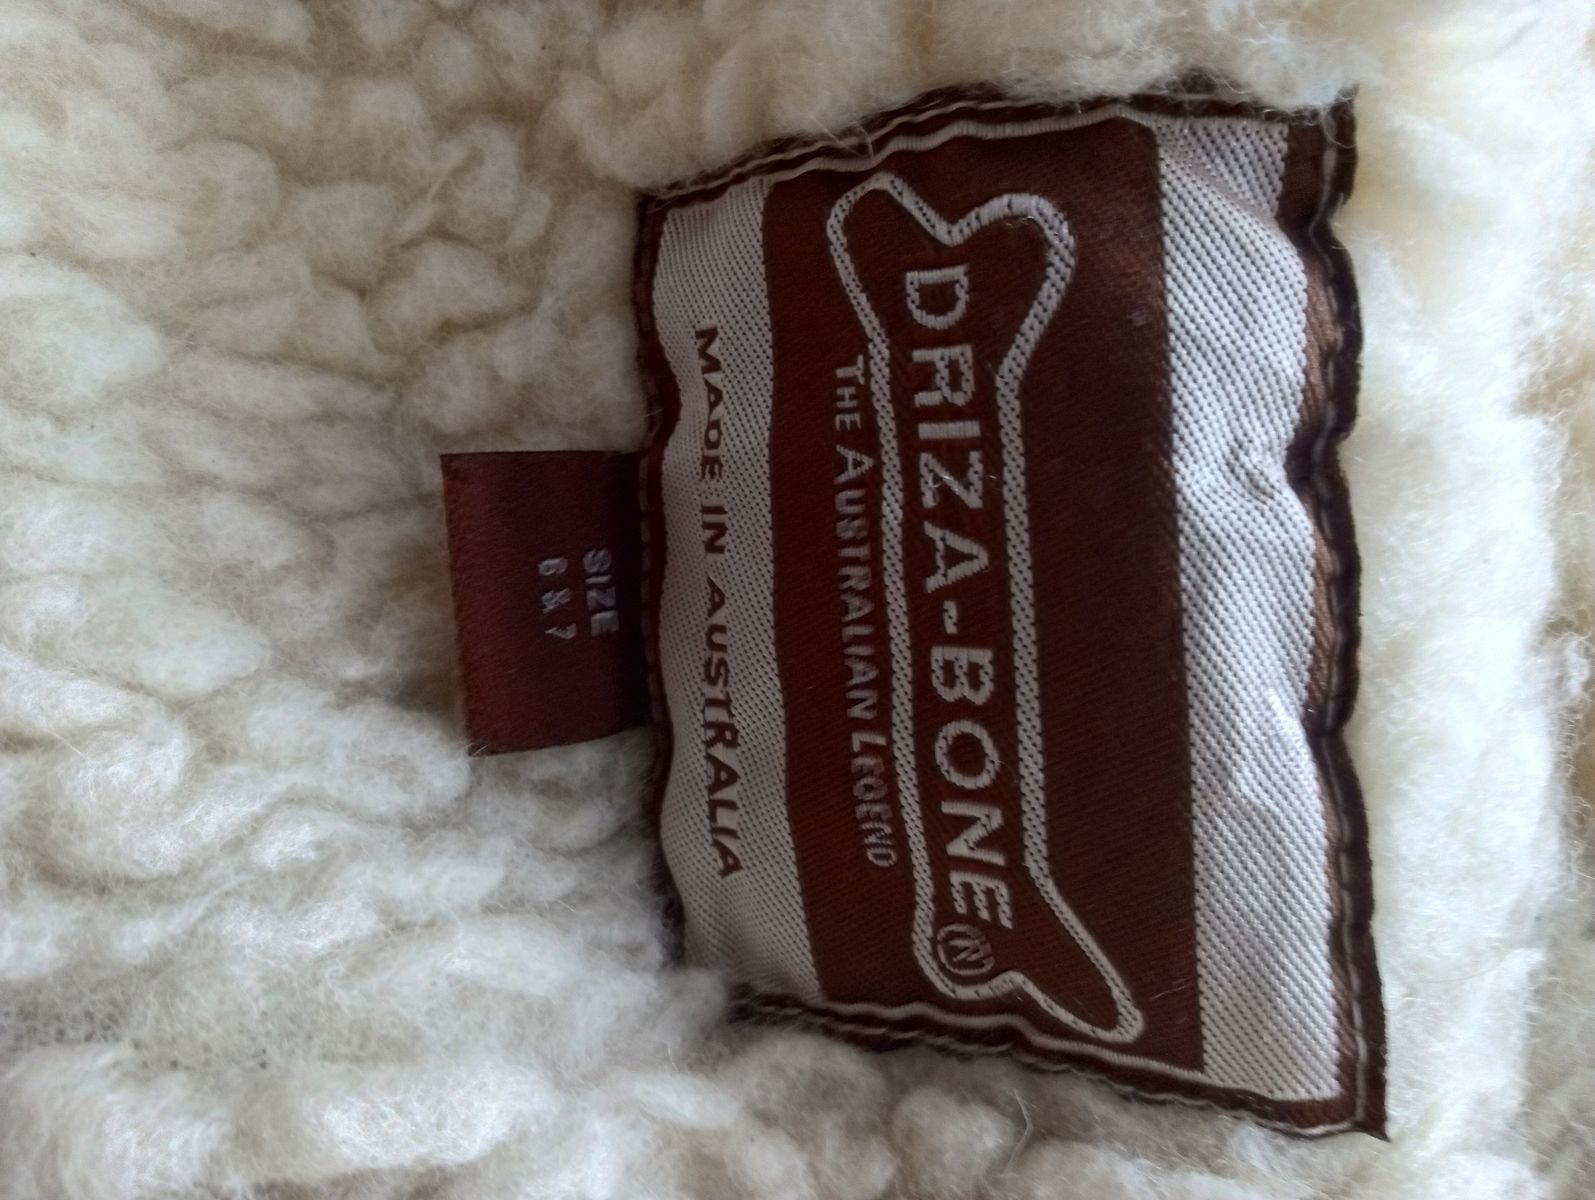 DRIZA-BONE®
THE AUSTRALIAN LEGEND
MADE IN AUSTRALIA
SIZE
6 & 7